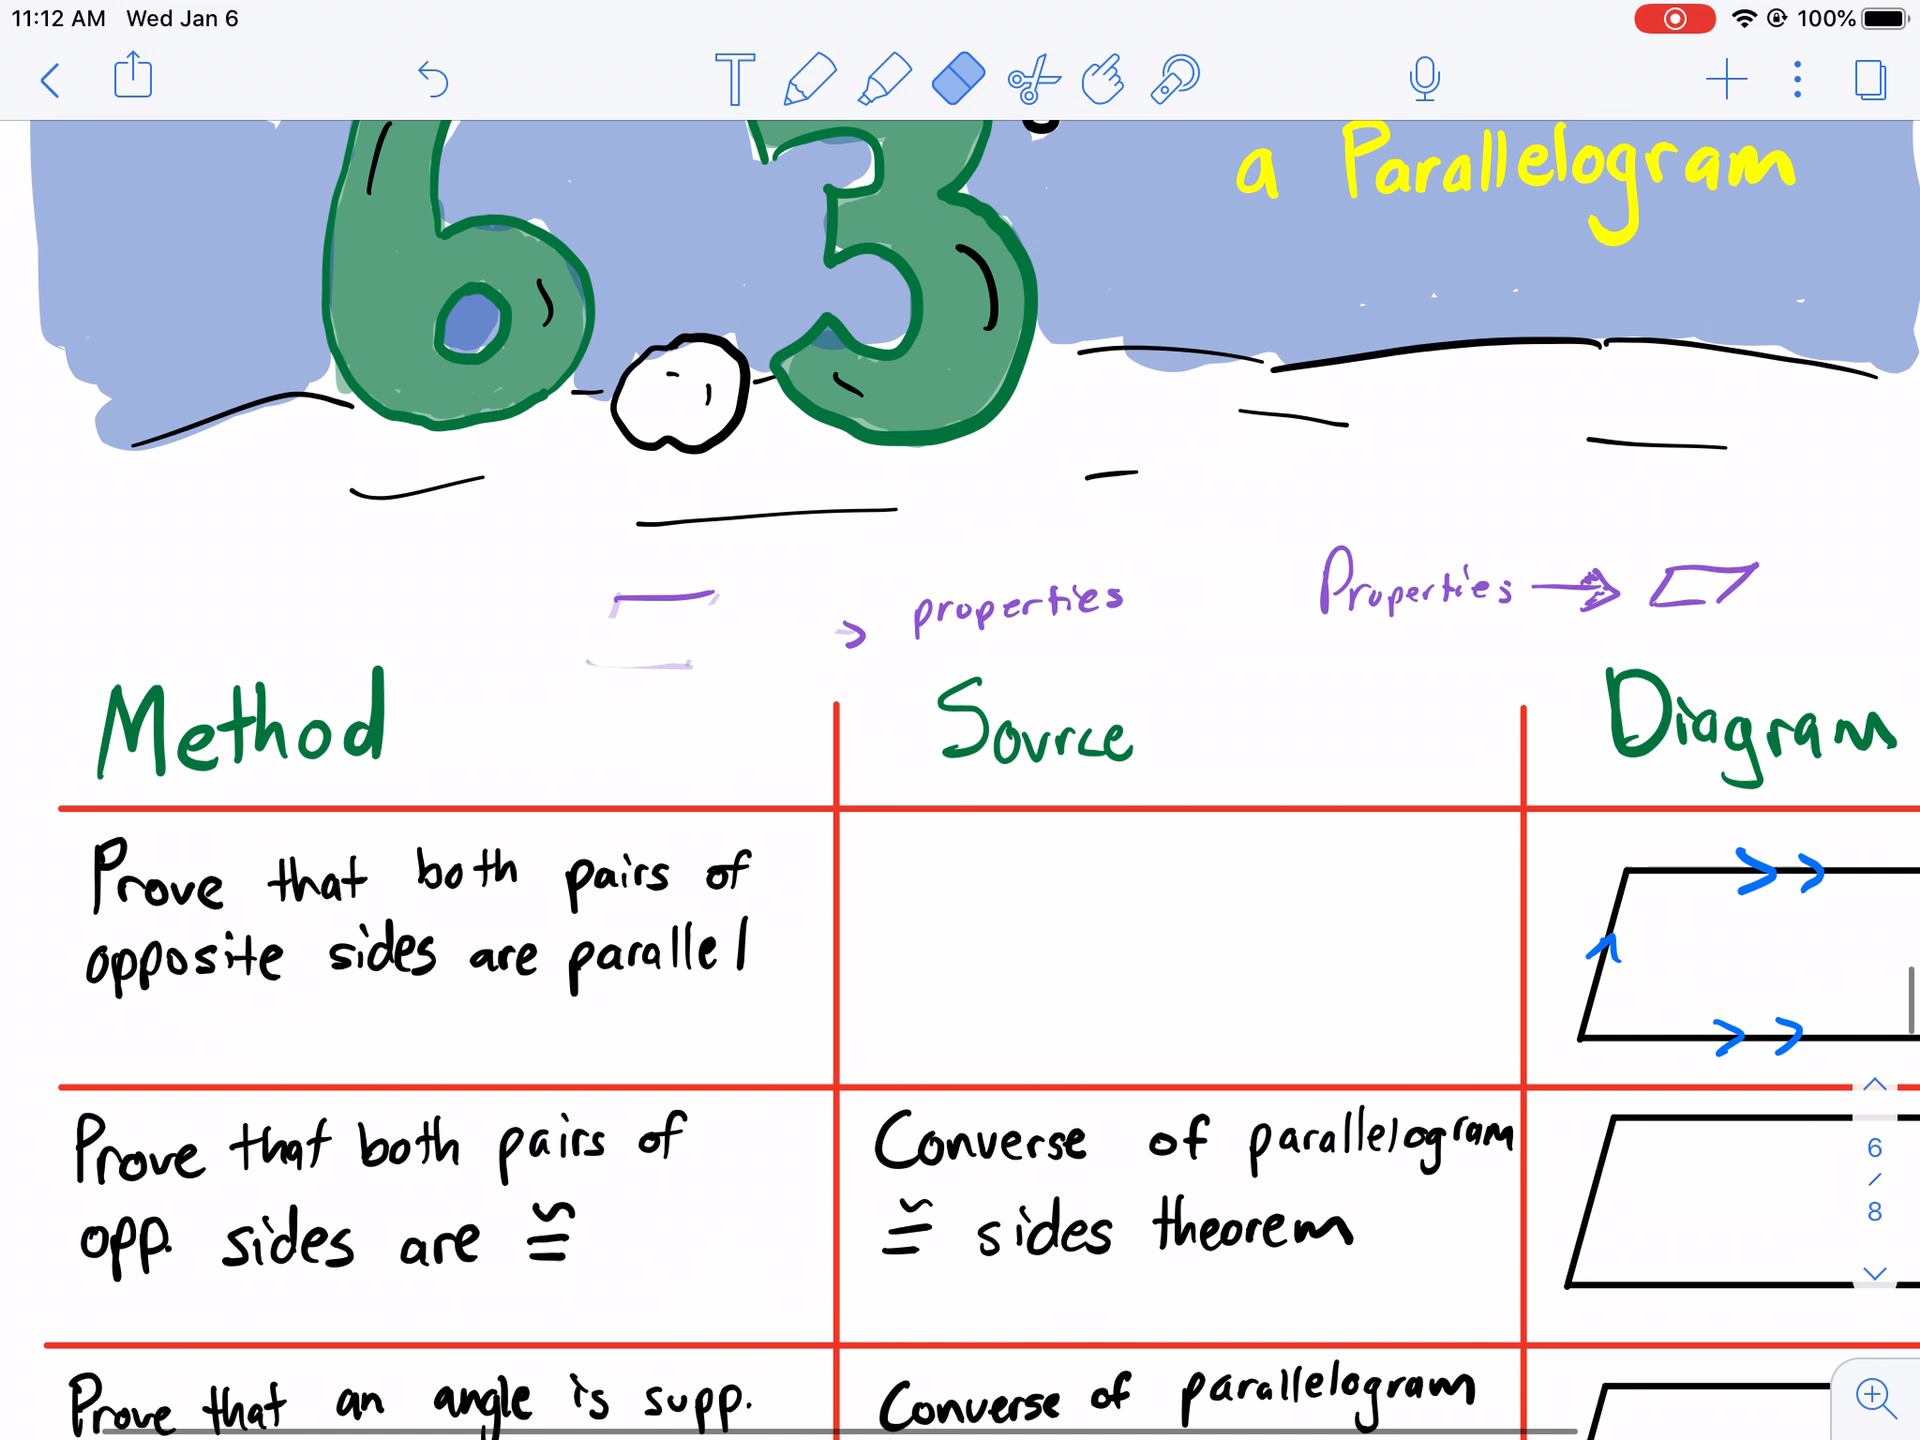 11:12 AM Wed Jan 6
100%
6.3
a Parallelogram
properties
Properties
Method Source Diagram
Prove that both pairs of
opposite sides are parallel
Prove that both pairs of
opp. sides are ≅
Converse of parallelogram
≅ sides theorem
6
/
8
Prove that an angle is supp.
Converse of parallelogram